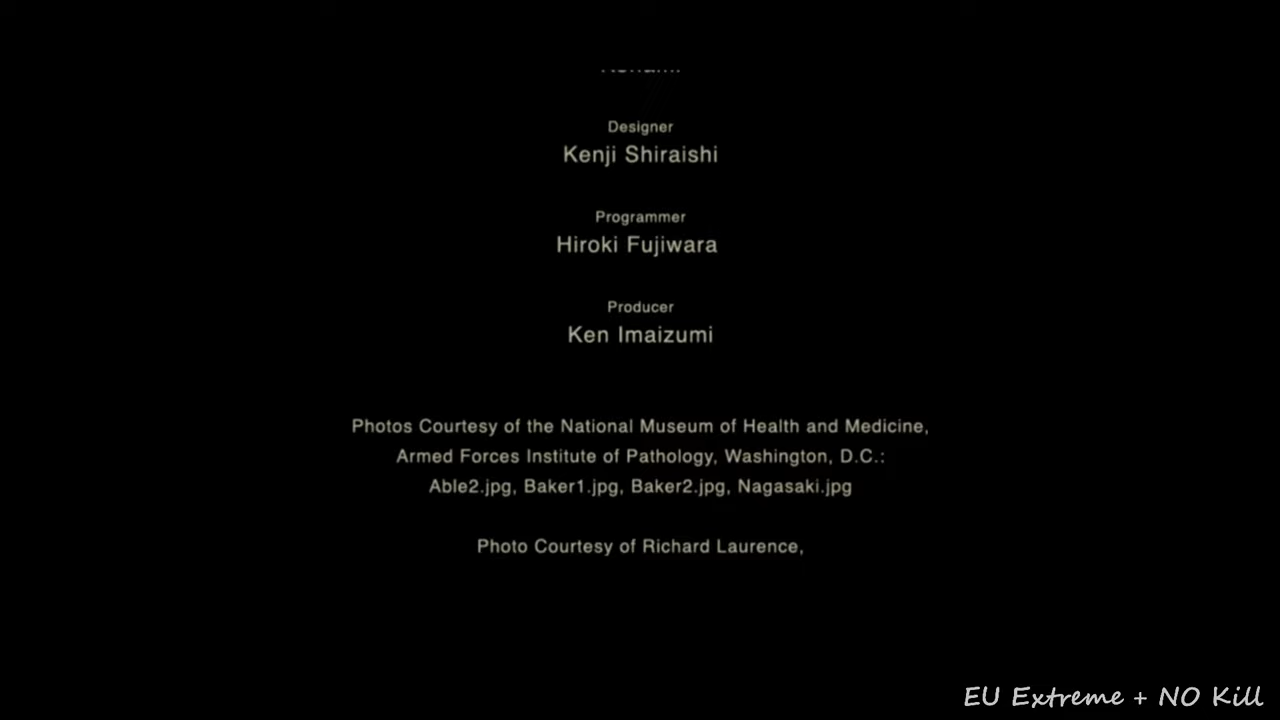 Designer
Kenji Shiraishi
Programmer
Hiroki Fujiwara
Producer
Ken Imaizumi
Photos Courtesy of the National Museum of Health and Medicine,
Armed Forces Institute of Pathology, Washington, D.C.:
Able2.jpg, Baker1.jpg, Baker2.jpg, Nagasaki.jpg
Photo Courtesy of Richard Laurence,
EU Extreme + NO Kill